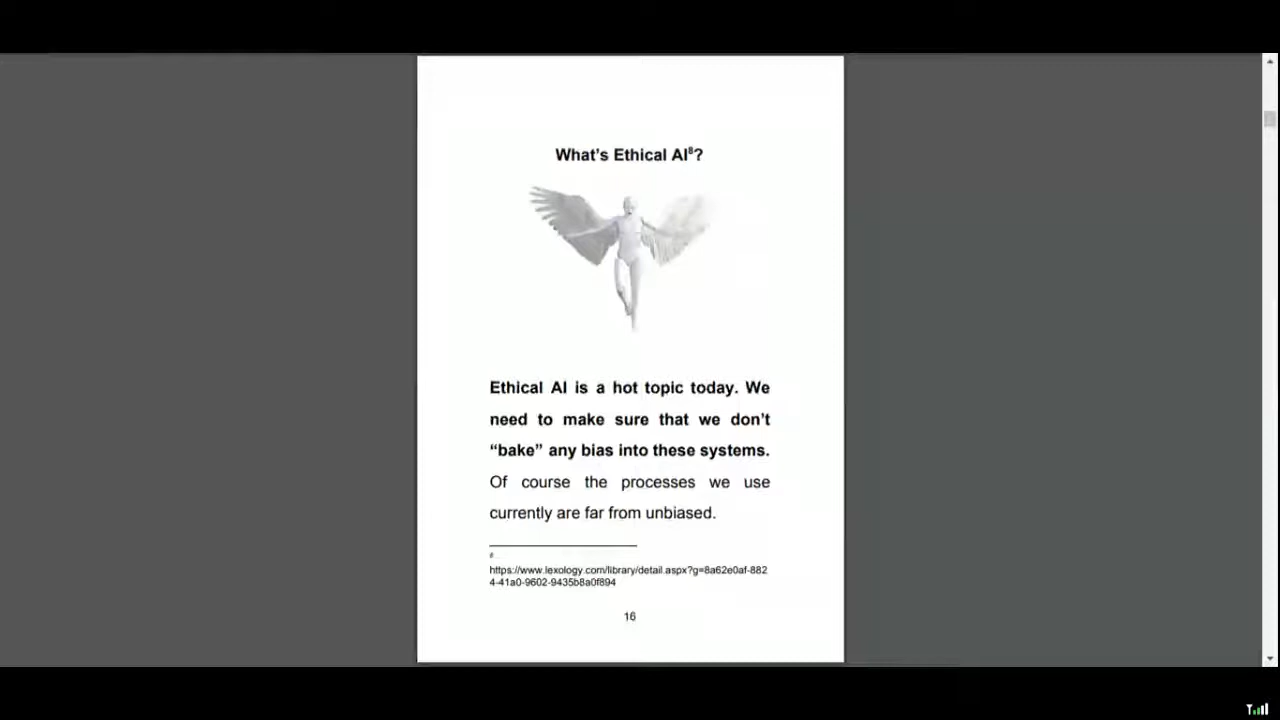 What’s Ethical AI⁸?
Ethical AI is a hot topic today. We
need to make sure that we don’t
“bake” any bias into these systems.
Of course the processes we use
currently are far from unbiased.
8
https://www.lexology.com/library/detail.aspx?g=8a62e0af-882
4-41a0-9602-9435b8a0f894
16